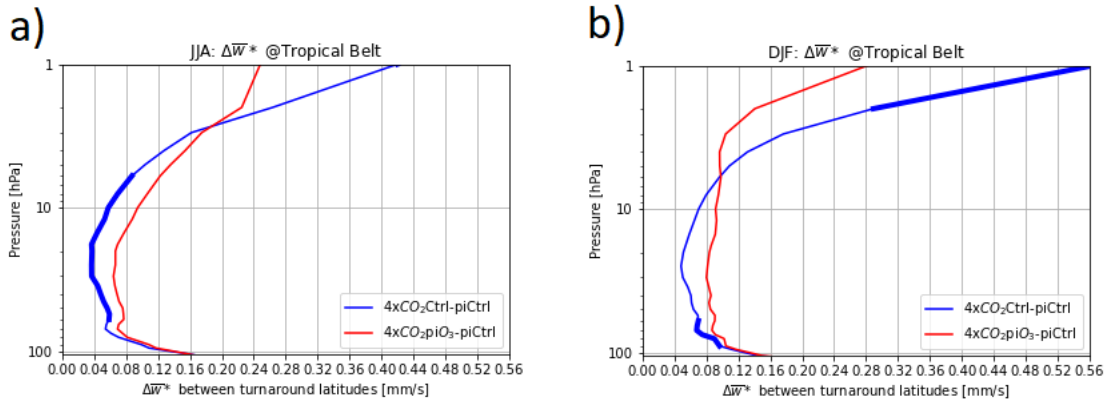 a)
JJA: Δw̅* @Tropical Belt
1
10
100
Pressure [hPa]
4xCO₂Ctrl-piCtrl
4xCO₂piO₃-piCtrl
0.00 0.04 0.08 0.12 0.16 0.20 0.24 0.28 0.32 0.36 0.40 0.44 0.48 0.52 0.56
Δw̅* between turnaround latitudes [mm/s]
b)
DJF: Δw̅* @Tropical Belt
1
10
100
Pressure [hPa]
4xCO₂Ctrl-piCtrl
4xCO₂piO₃-piCtrl
0.00 0.04 0.08 0.12 0.16 0.20 0.24 0.28 0.32 0.36 0.40 0.44 0.48 0.52 0.56
Δw̅* between turnaround latitudes [mm/s]